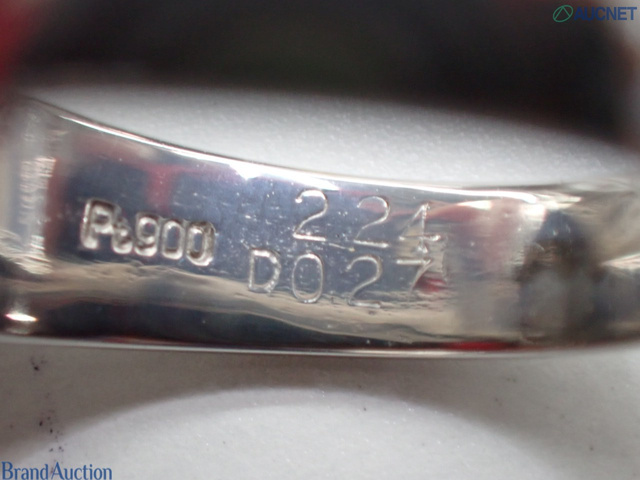 AUCNET
Pt900
2.24
D0.27
BrandAuction